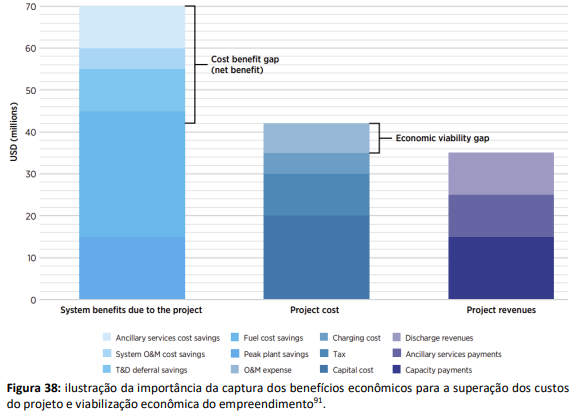 70
60
50
40
30
20
10
0
USD (millions)
Cost benefit gap
(net benefit)
Economic viability gap
System benefits due to the project
Project cost
Project revenues
Ancillary services cost savings
Fuel cost savings
Charging cost
Discharge revenues
System O&M cost savings
Peak plant savings
Tax
Ancillary services payments
T&D deferral savings
O&M expense
Capital cost
Capacity payments
Figura 38: ilustração da importância da captura dos benefícios econômicos para a superação dos custos
do projeto e viabilização econômica do empreendimento⁹¹.